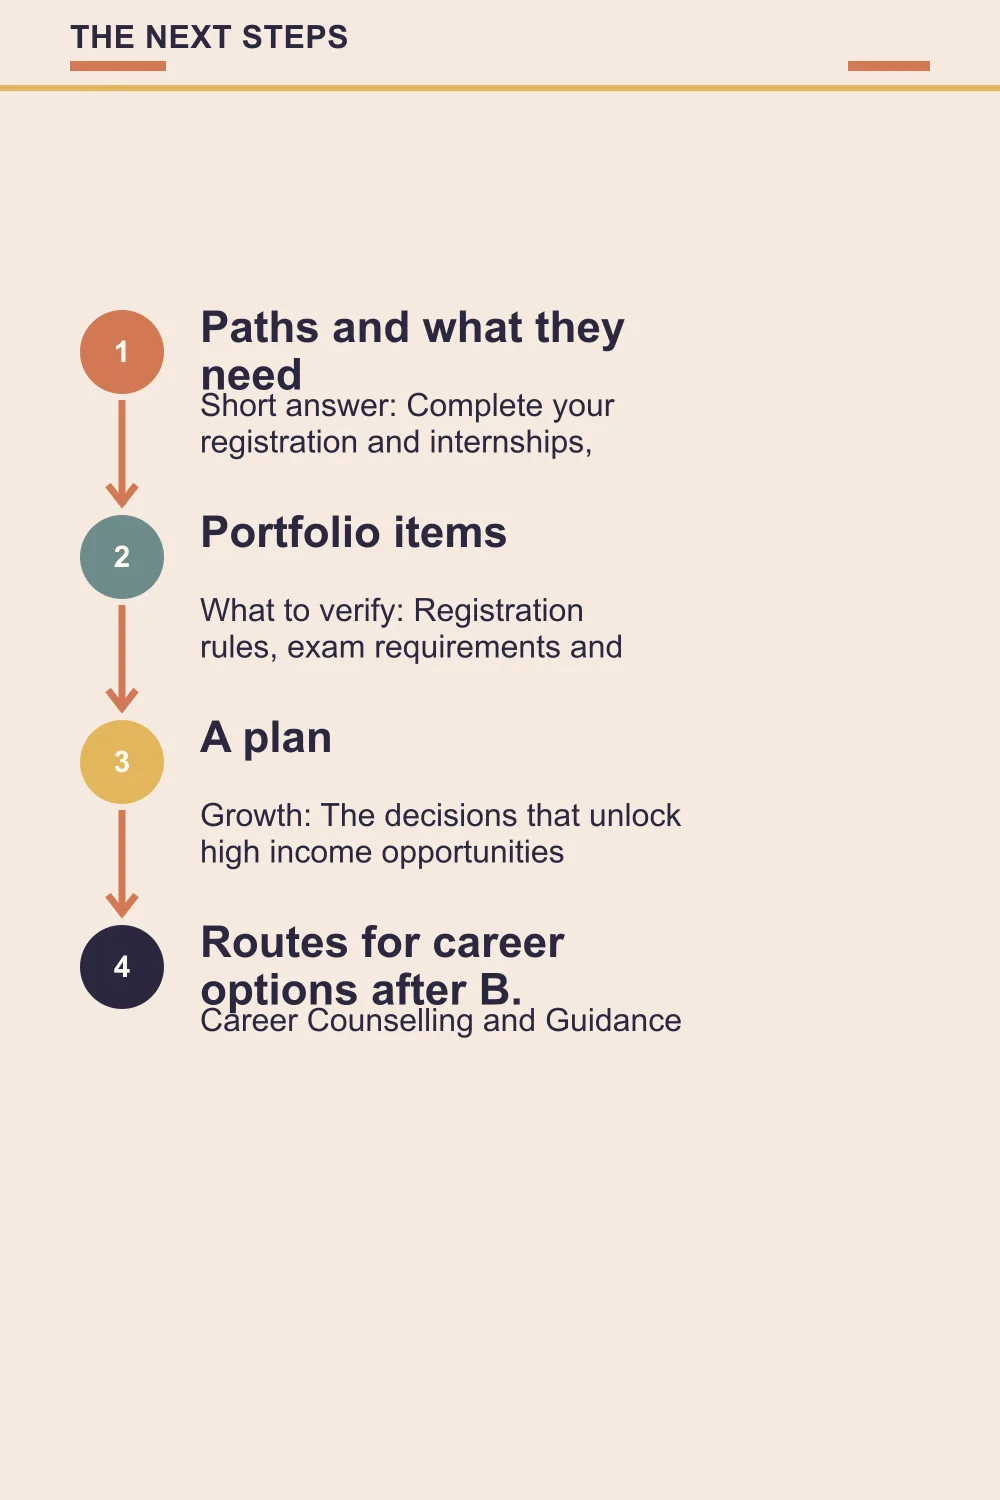 THE NEXT STEPS
1
Paths and what they
need
Short answer: Complete your
registration and internships,
2
Portfolio items
What to verify: Registration
rules, exam requirements and
3
A plan
Growth: The decisions that unlock
high income opportunities
4
Routes for career
options after B.
Career Counselling and Guidance